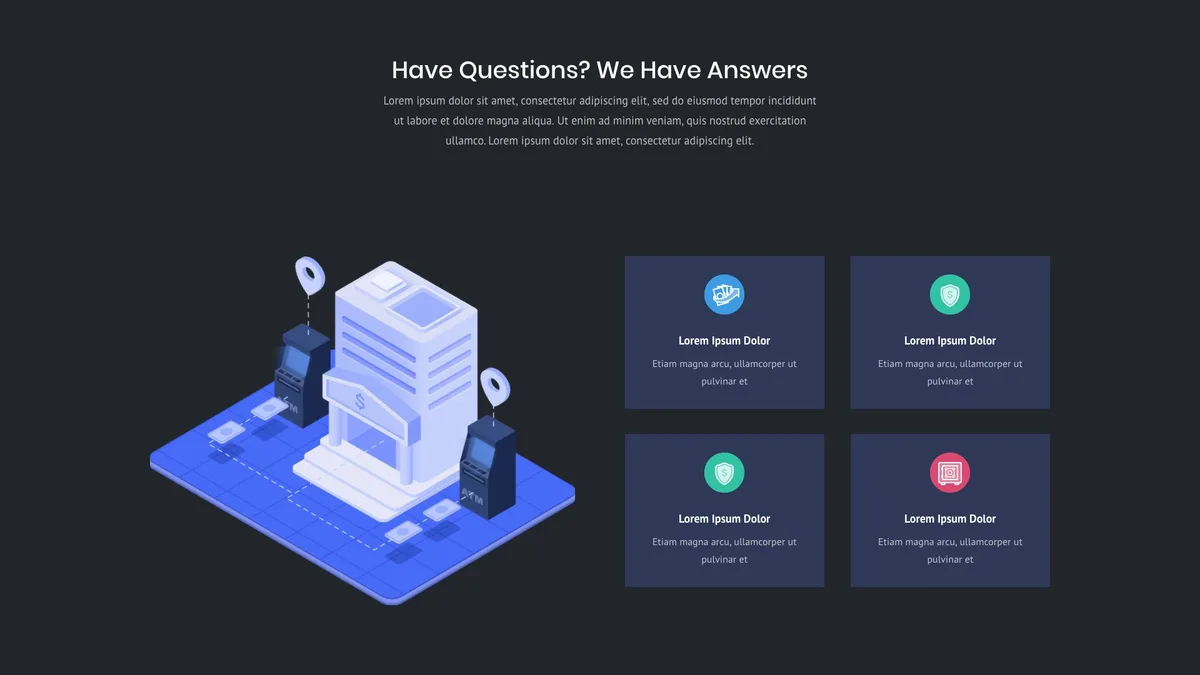 Have Questions? We Have Answers
Lorem ipsum dolor sit amet, consectetur adipiscing elit, sed do eiusmod tempor incididunt
ut labore et dolore magna aliqua. Ut enim ad minim veniam, quis nostrud exercitation
ullamco. Lorem ipsum dolor sit amet, consectetur adipiscing elit.
$
ATM
ATM
$
Lorem Ipsum Dolor
Etiam magna arcu, ullamcorper ut
pulvinar et
$
Lorem Ipsum Dolor
Etiam magna arcu, ullamcorper ut
pulvinar et
Lorem Ipsum Dolor
Etiam magna arcu, ullamcorper ut
pulvinar et
Lorem Ipsum Dolor
Etiam magna arcu, ullamcorper ut
pulvinar et